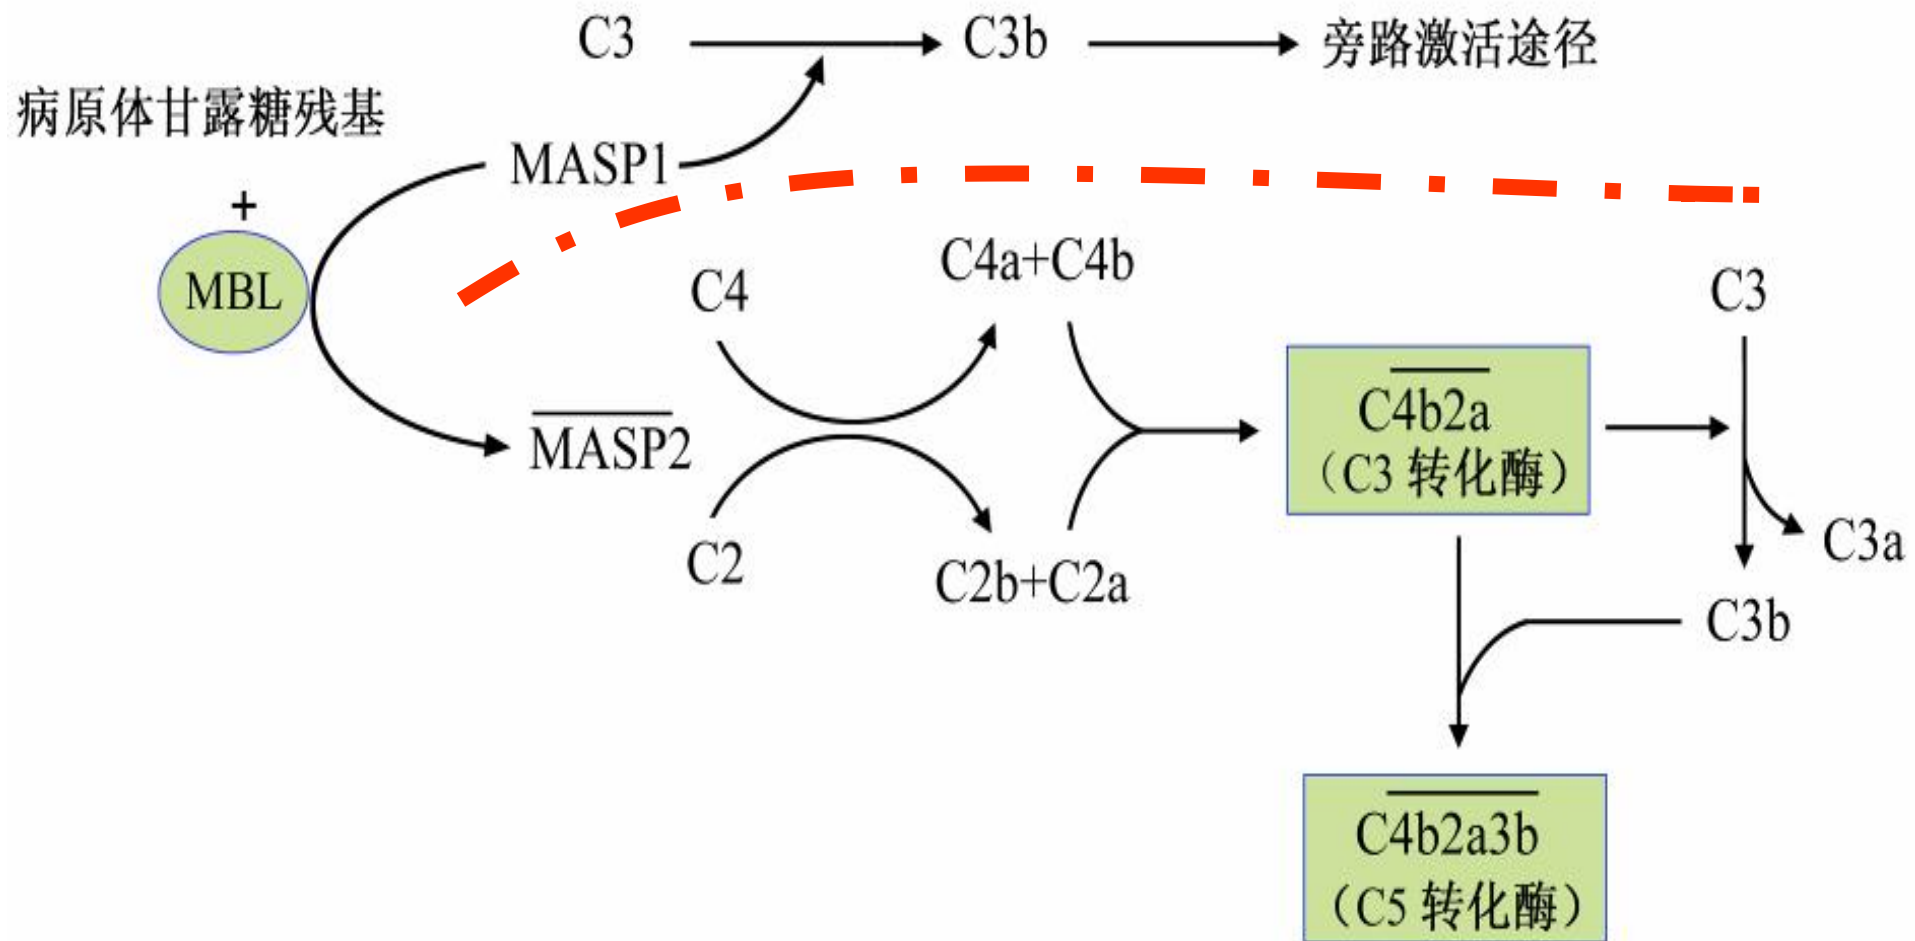 C3
C3b
旁路激活途径
病原体甘露糖残基
MASP1
+
MBL
C4
C4a+C4b
C3
MASP2
C4b2a
（C3 转化酶）
C2
C2b+C2a
C3a
C3b
C4b2a3b
（C5 转化酶）